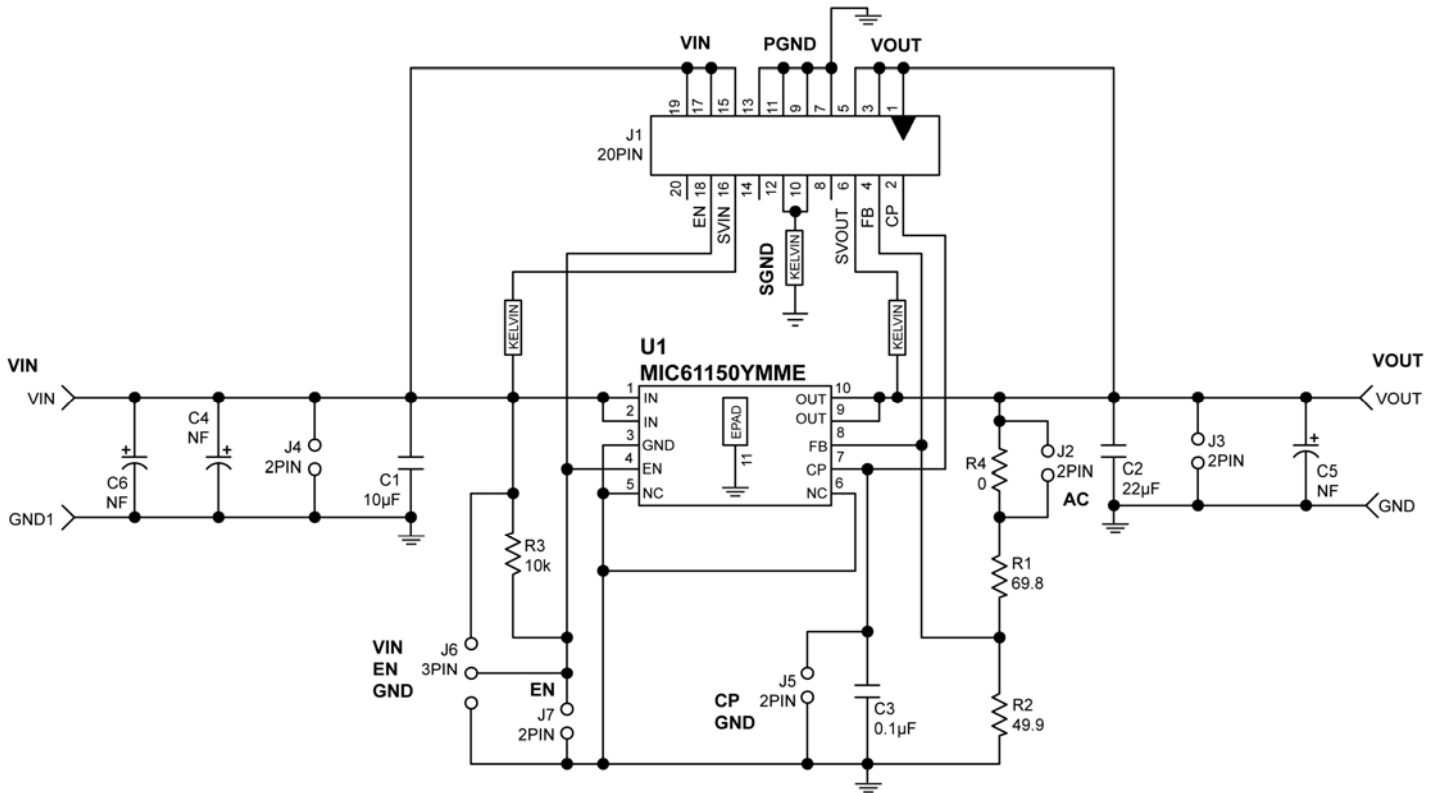 VIN
PGND
VOUT
19
17
15
13
11
9
7
5
3
1
J1
20PIN
20
18
16
14
12
10
8
6
4
2
EN
SVIN
SVOUT
FB
CP
SGND
KELVIN
KELVIN
KELVIN
U1
MIC61150YMME
VIN
VIN
GND1
C6
NF
C4
NF
J4
2PIN
C1
10µF
1
IN
2
IN
3
GND
4
EN
5
NC
EPAD
11
10
OUT
9
OUT
8
FB
7
CP
6
NC
R4
0
J2
2PIN
AC
C2
22µF
J3
2PIN
C5
NF
VOUT
VOUT
GND
R3
10k
R1
69.8
VIN
EN
GND
J6
3PIN
EN
J7
2PIN
CP
GND
J5
2PIN
C3
0.1µF
R2
49.9